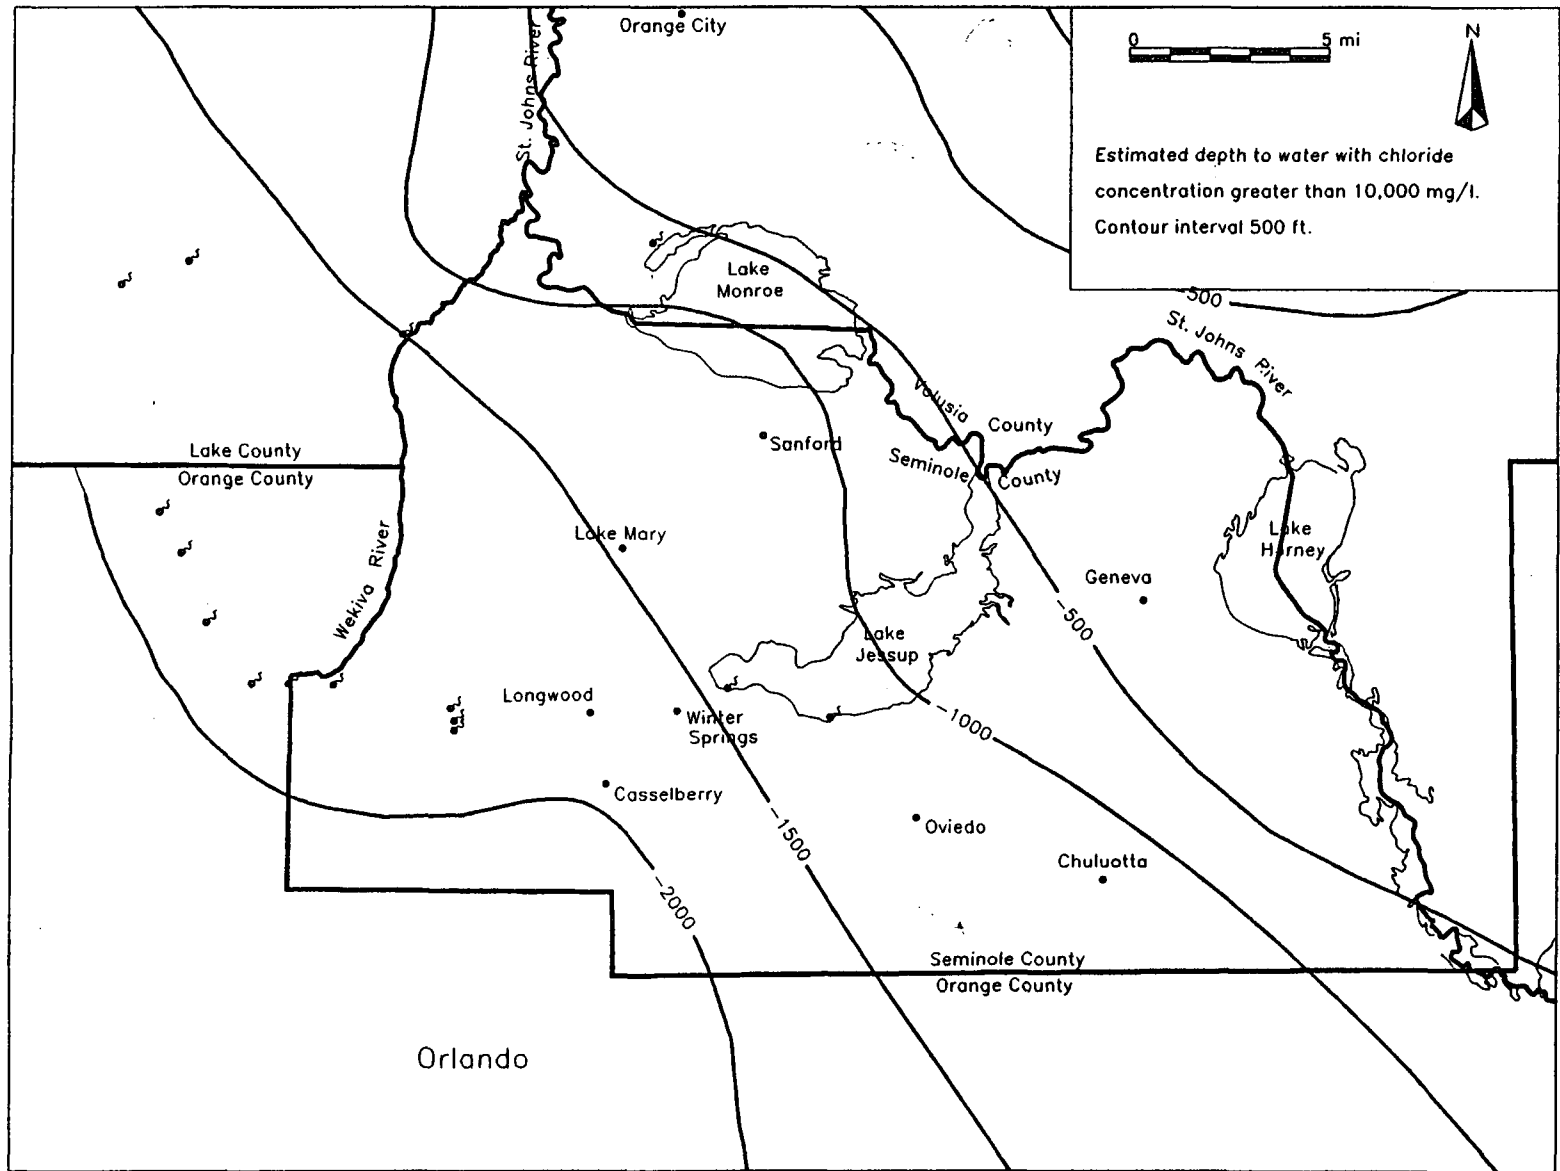 Orange City
0 5 mi
N
St. Johns River
Estimated depth to water with chloride
concentration greater than 10,000 mg/l.
Contour interval 500 ft.
Lake
Monroe
-500
St. Johns River
Volusia County
Seminole County
Sanford
Lake County
Orange County
Lake Mary
Lake
Harney
Geneva
Wekiva River
-500
Lake
Jessup
Longwood
Winter
Springs
-1000
Casselberry
Oviedo
-1500
Chuluotta
-2000
Seminole County
Orange County
Orlando